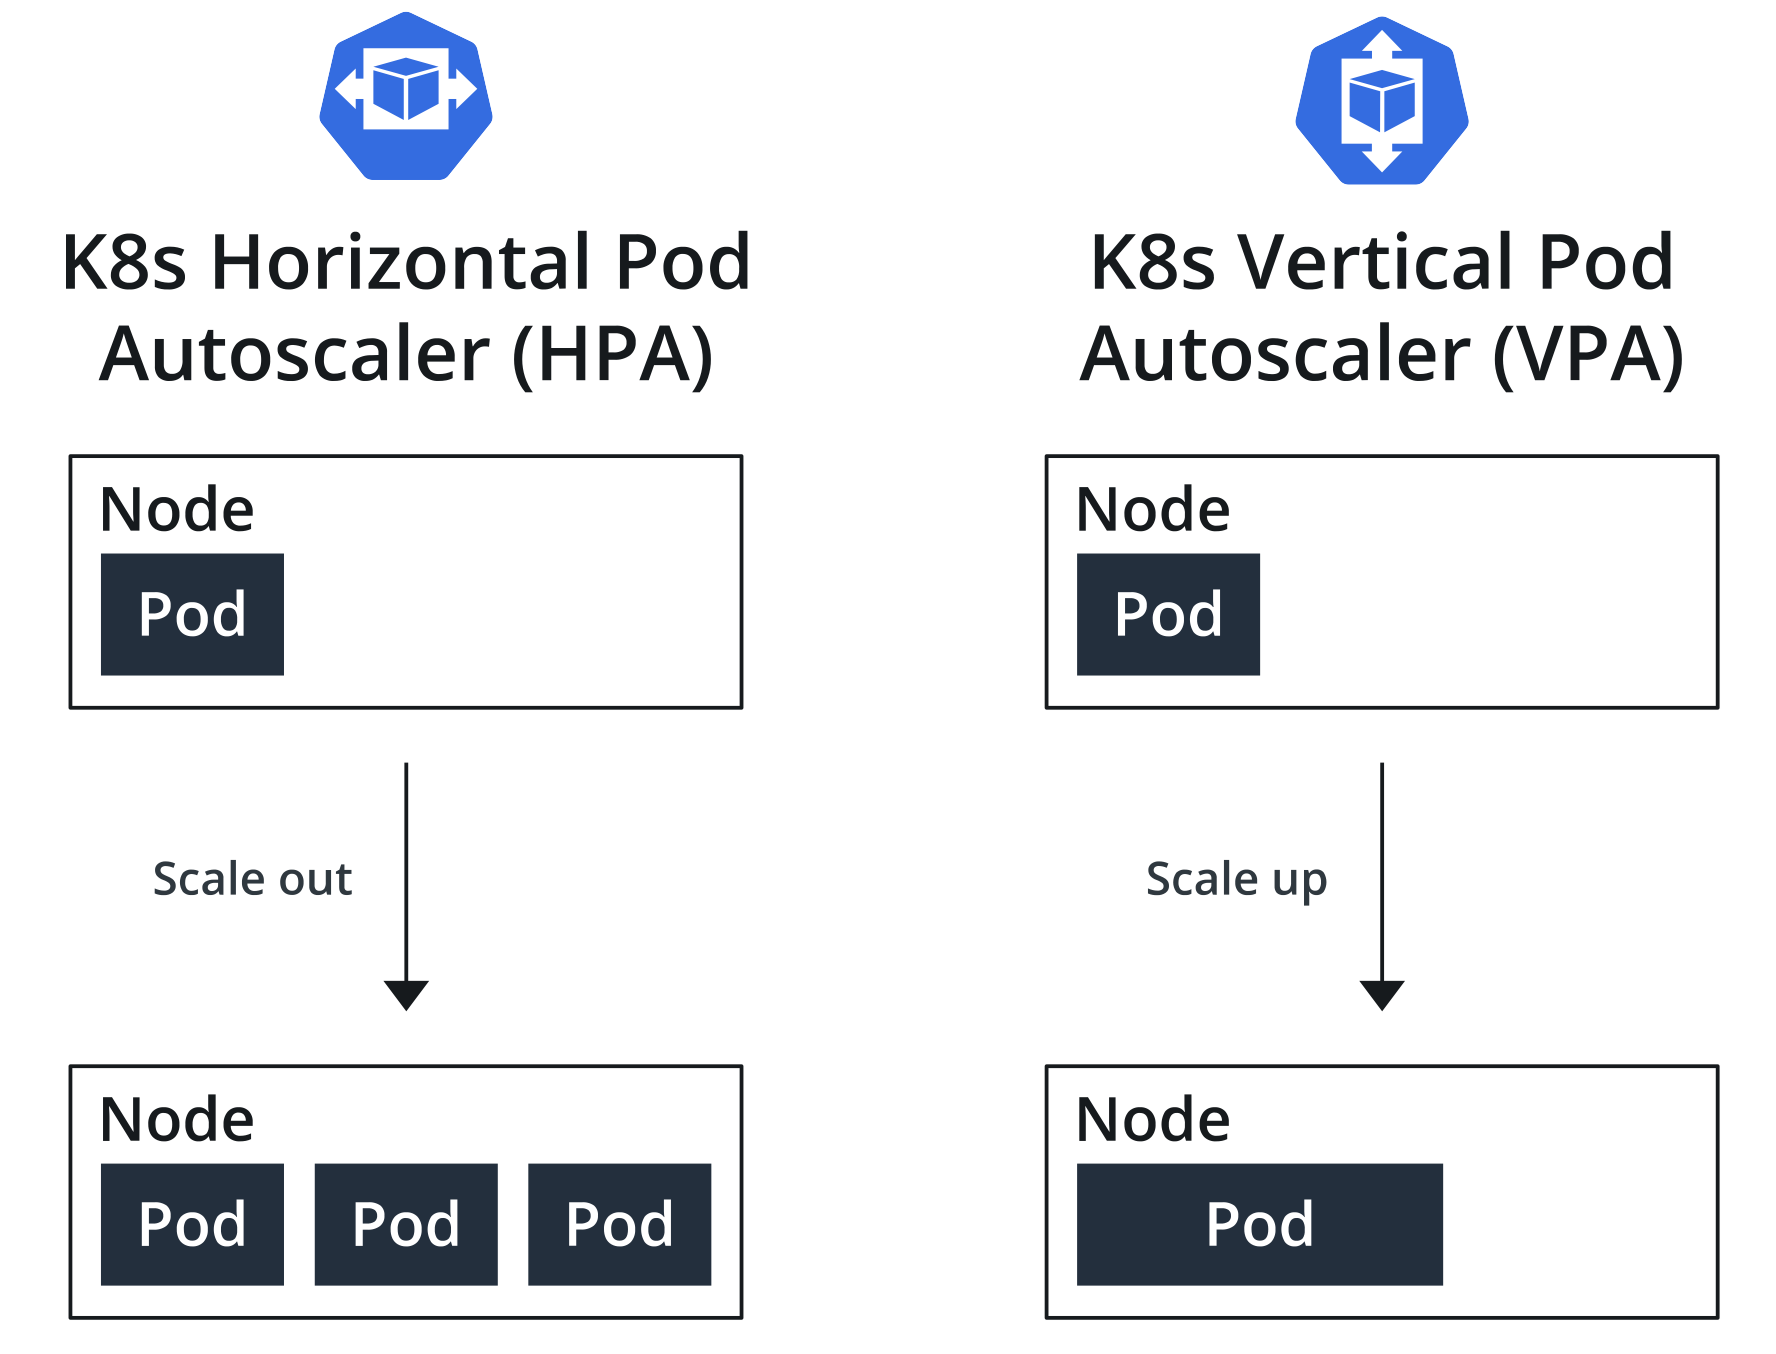 K8s Horizontal Pod
Autoscaler (HPA)
Node
Pod
Scale out
Node
Pod Pod Pod
K8s Vertical Pod
Autoscaler (VPA)
Node
Pod
Scale up
Node
Pod